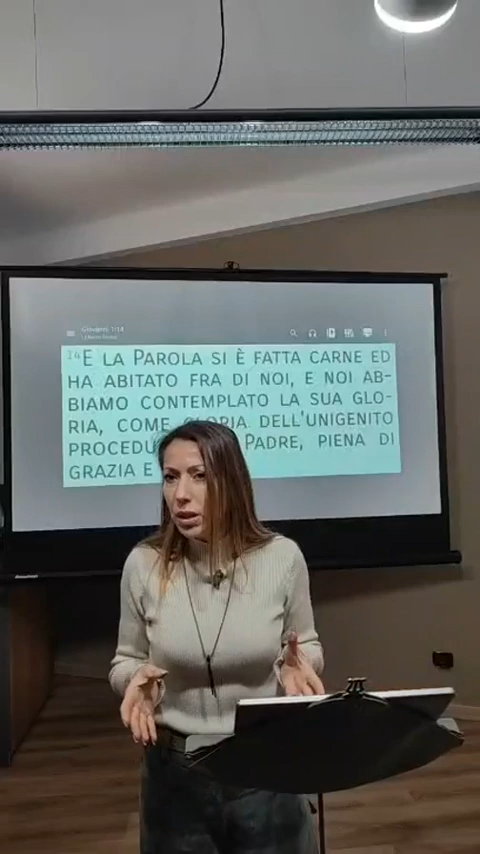 Giovanni 1:14
14E LA PAROLA SI È FATTA CARNE ED
HA ABITATO FRA DI NOI, E NOI AB-
BIAMO CONTEMPLATO LA SUA GLO-
RIA, COME GLORIA DELL'UNIGENITO
PROCEDU PADRE, PIENA DI
GRAZIA E